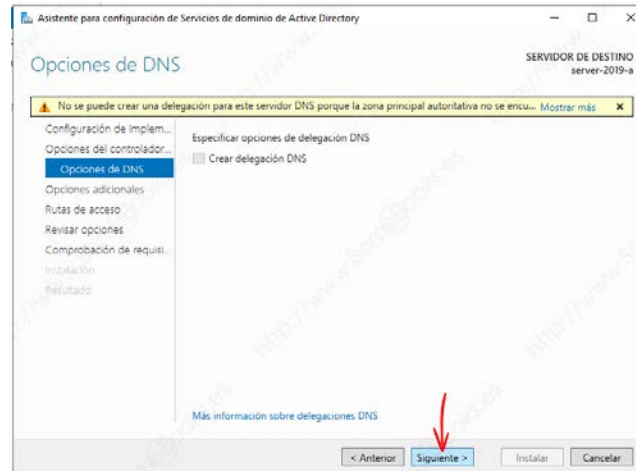 Asistente para configuración de Servicios de dominio de Active Directory
Opciones de DNS
SERVIDOR DE DESTINO
server-2019-a
No se puede crear una delegación para este servidor DNS porque la zona principal autoritativa no se encu... Mostrar más
Configuración de implem...
Opciones del controlador...
Opciones de DNS
Opciones adicionales
Rutas de acceso
Revisar opciones
Comprobación de requisi...
Instalación
Resultado
Especificar opciones de delegación DNS
Crear delegación DNS
Más información sobre delegaciones DNS
< Anterior
Siguiente >
Instalar
Cancelar